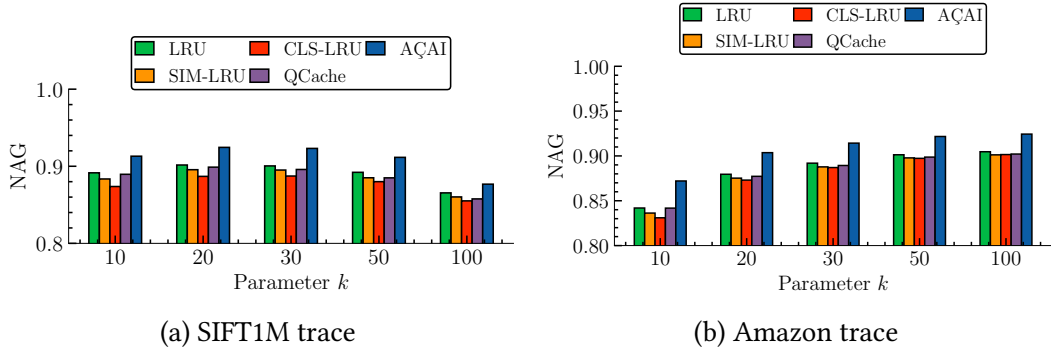 LRU CLS-LRU AÇAI
SIM-LRU QCache
NAG
1.0
0.9
0.8
10 20 30 50 100
Parameter k
(a) SIFT1M trace
LRU CLS-LRU AÇAI
SIM-LRU QCache
NAG
1.00
0.95
0.90
0.85
0.80
10 20 30 50 100
Parameter k
(b) Amazon trace